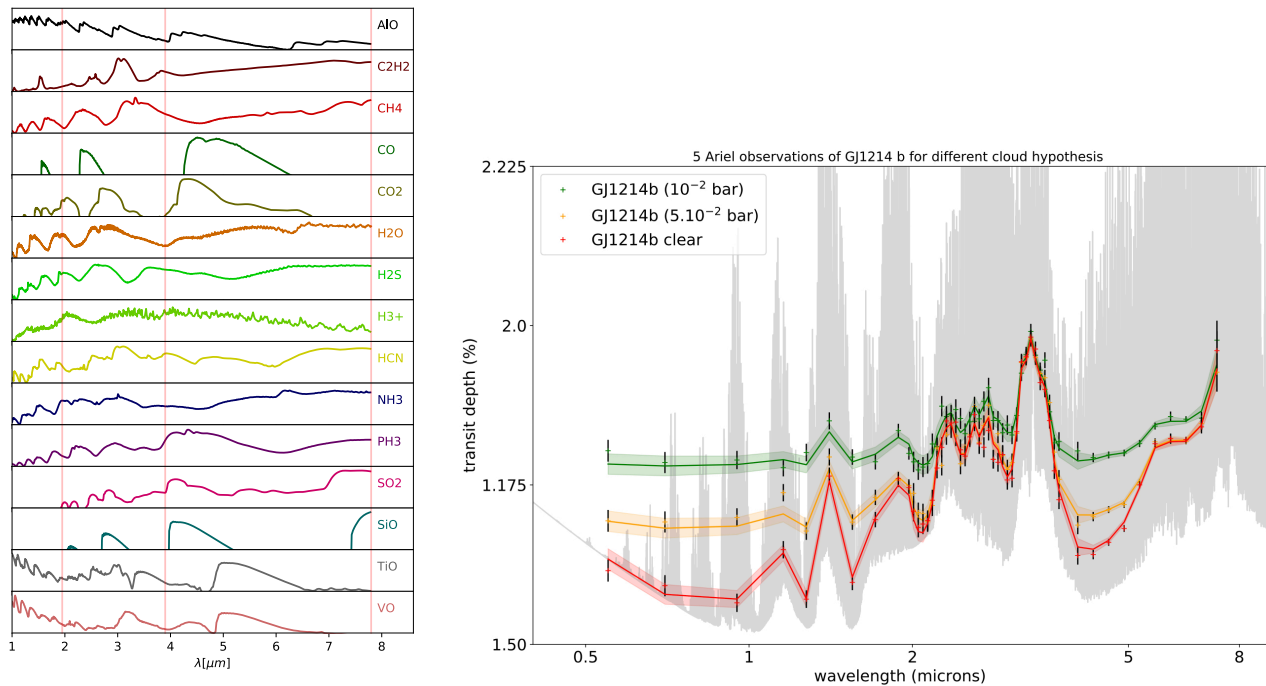 AlO
C2H2
CH4
CO
CO2
H2O
H2S
H3+
HCN
NH3
PH3
SO2
SiO
TiO
VO
1 2 3 4 5 6 7 8
λ[μm]
5 Ariel observations of GJ1214 b for different cloud hypothesis
2.225
GJ1214b (10⁻² bar)
GJ1214b (5.10⁻² bar)
GJ1214b clear
2.0
transit depth (%)
1.175
1.50
0.5 1 2 5 8
wavelength (microns)